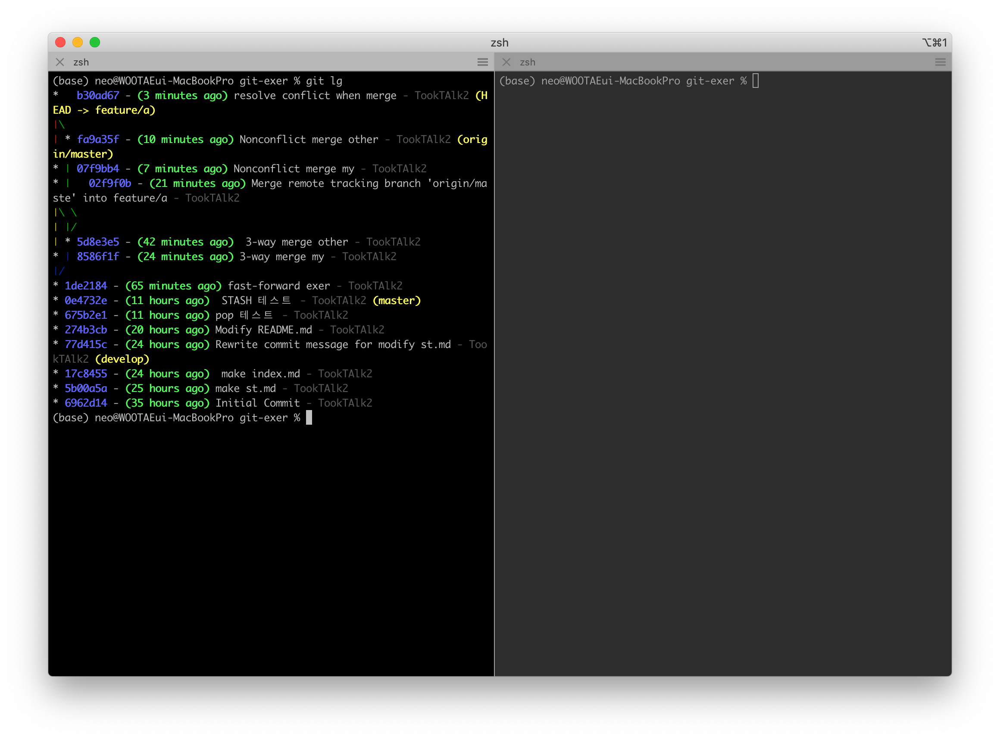 zsh
⌥⌘1
zsh
(base) neo@WOOTAEui-MacBookPro git-exer % git lg
*   b30ad67 - (3 minutes ago) resolve conflict when merge - TookTAlk2 (H
EAD -> feature/a)
|\
| * fa9a35f - (10 minutes ago) Nonconflict merge other - TookTAlk2 (orig
in/master)
* | 07f9bb4 - (7 minutes ago) Nonconflict merge my - TookTAlk2
* |   02f9f0b - (21 minutes ago) Merge remote tracking branch 'origin/ma
ste' into feature/a - TookTAlk2
|\ \
| |/
| * 5d8e3e5 - (42 minutes ago)  3-way merge other - TookTAlk2
* | 8586f1f - (24 minutes ago) 3-way merge my - TookTAlk2
|/
* 1de2184 - (65 minutes ago) fast-forward exer - TookTAlk2
* 0e4732e - (11 hours ago)  STASH 테스트 - TookTAlk2 (master)
* 675b2e1 - (11 hours ago) pop 테스트 - TookTAlk2
* 274b3cb - (20 hours ago) Modify README.md - TookTAlk2
* 77d415c - (24 hours ago) Rewrite commit message for modify st.md - Too
kTAlk2 (develop)
* 17c8455 - (24 hours ago)  make index.md - TookTAlk2
* 5b00a5a - (25 hours ago) make st.md - TookTAlk2
* 6962d14 - (35 hours ago) Initial Commit - TookTAlk2
(base) neo@WOOTAEui-MacBookPro git-exer %
zsh
(base) neo@WOOTAEui-MacBookPro git-exer %